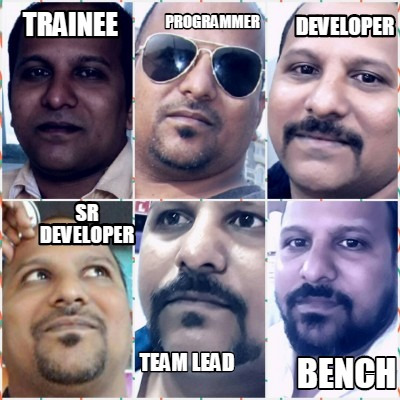 TRAINEE
PROGRAMMER
DEVELOPER
SR
DEVELOPER
TEAM LEAD
BENCH